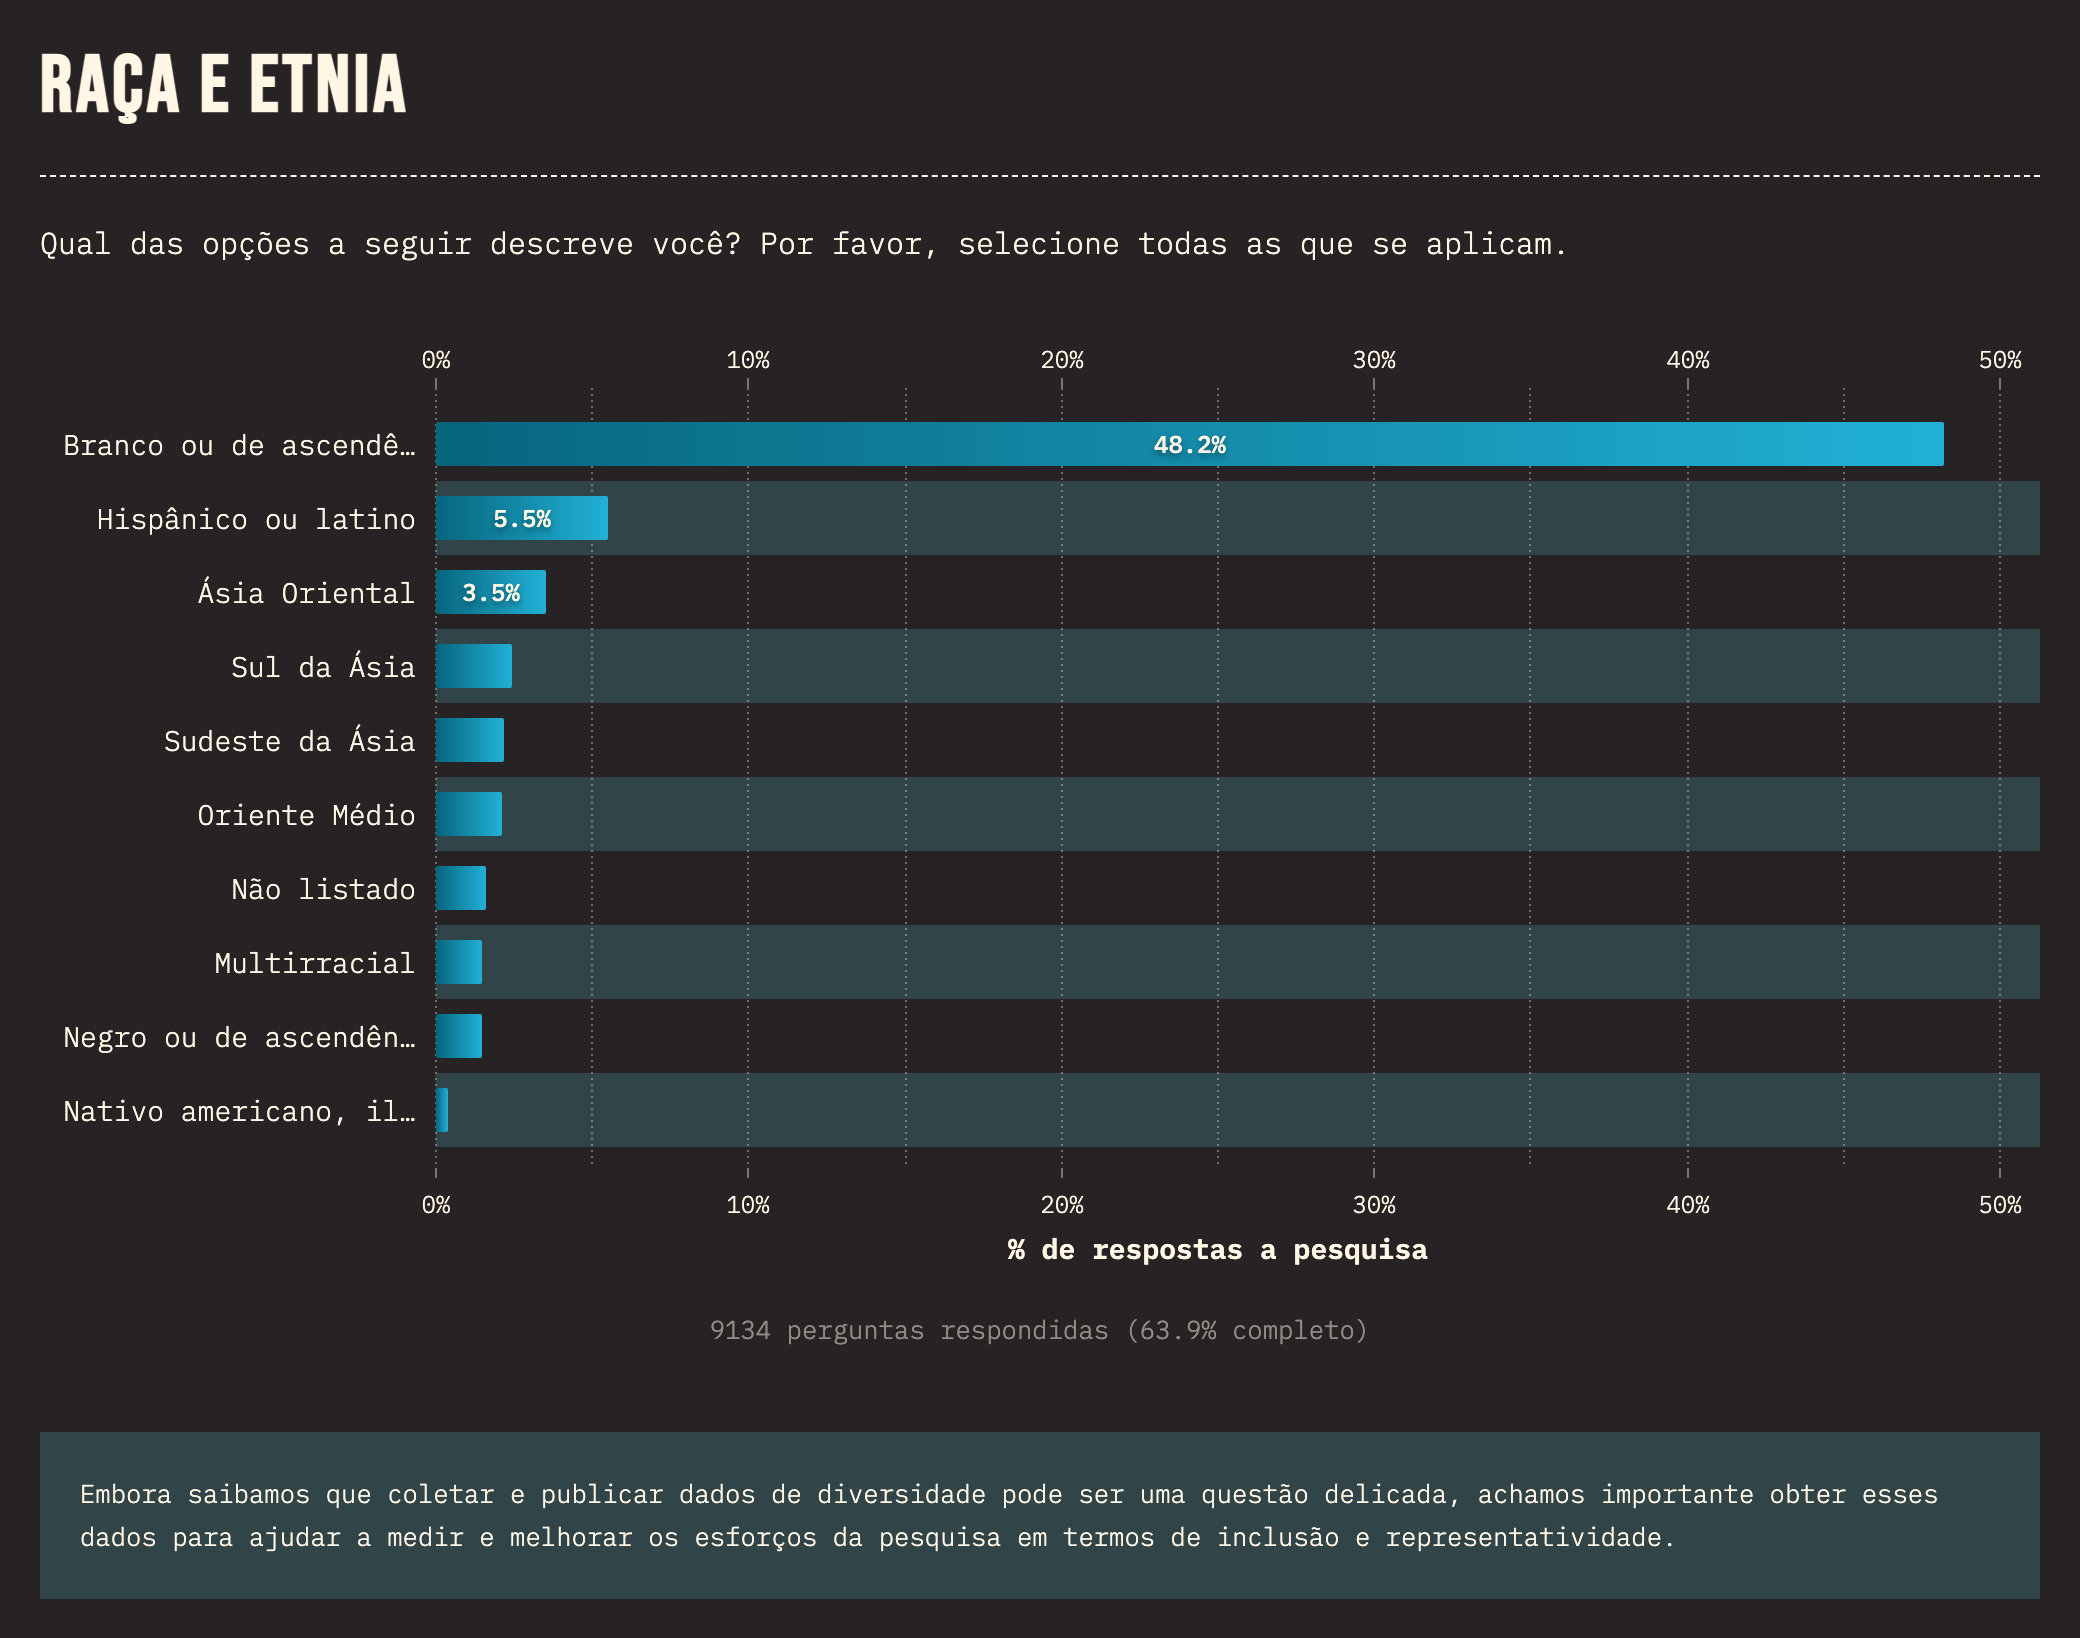 RAÇA E ETNIA
Qual das opções a seguir descreve você? Por favor, selecione todas as que se aplicam.
0% 10% 20% 30% 40% 50%
Branco ou de ascendê… 48.2%
Hispânico ou latino 5.5%
Ásia Oriental 3.5%
Sul da Ásia
Sudeste da Ásia
Oriente Médio
Não listado
Multirracial
Negro ou de ascendên…
Nativo americano, il…
0% 10% 20% 30% 40% 50%
% de respostas a pesquisa
9134 perguntas respondidas (63.9% completo)
Embora saibamos que coletar e publicar dados de diversidade pode ser uma questão delicada, achamos importante obter esses
dados para ajudar a medir e melhorar os esforços da pesquisa em termos de inclusão e representatividade.